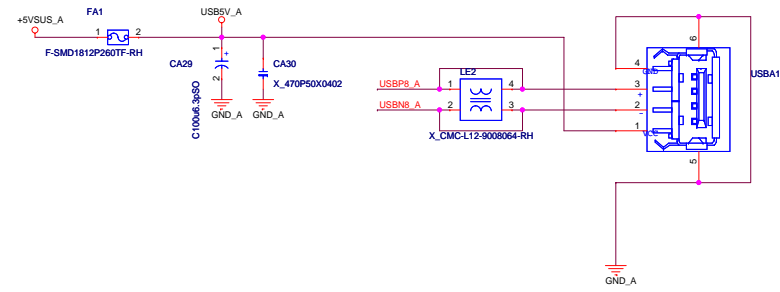 +5VSUS_A
FA1
1
2
F-SMD1812P260TF-RH
USB5V_A
CA29
1
+
2
C100u6.3pSO
GND_A
CA30
X_470P50X0402
GND_A
USBP8_A
USBN8_A
LE2
1
4
2
3
X_CMC-L12-9008064-RH
6
4
GND
3
+
2
-
1
VCC
5
USBA1
GND_A